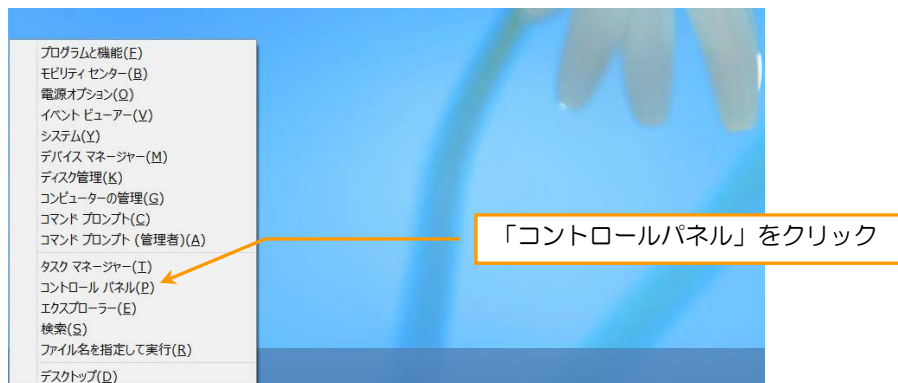 プログラムと機能(F)
モビリティ センター(B)
電源オプション(O)
イベント ビューアー(V)
システム(Y)
デバイス マネージャー(M)
ディスク管理(K)
コンピューターの管理(G)
コマンド プロンプト(C)
コマンド プロンプト (管理者)(A)
タスク マネージャー(T)
コントロール パネル(P)
エクスプローラー(E)
検索(S)
ファイル名を指定して実行(R)
デスクトップ(D)
「コントロールパネル」をクリック